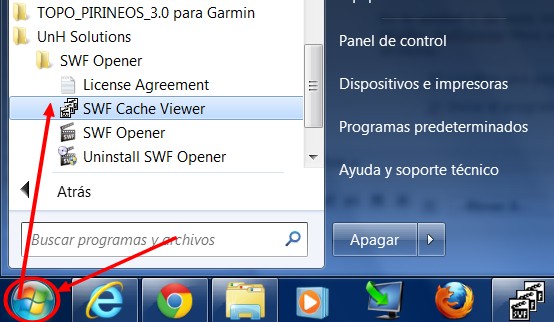 TOPO_PIRINEOS_3.0 para Garmin
UnH Solutions
SWF Opener
License Agreement
SWF Cache Viewer
SWF Opener
Uninstall SWF Opener
Atrás
Buscar programas y archivos
Panel de control
Dispositivos e impresoras
Programas predeterminados
Ayuda y soporte técnico
Apagar